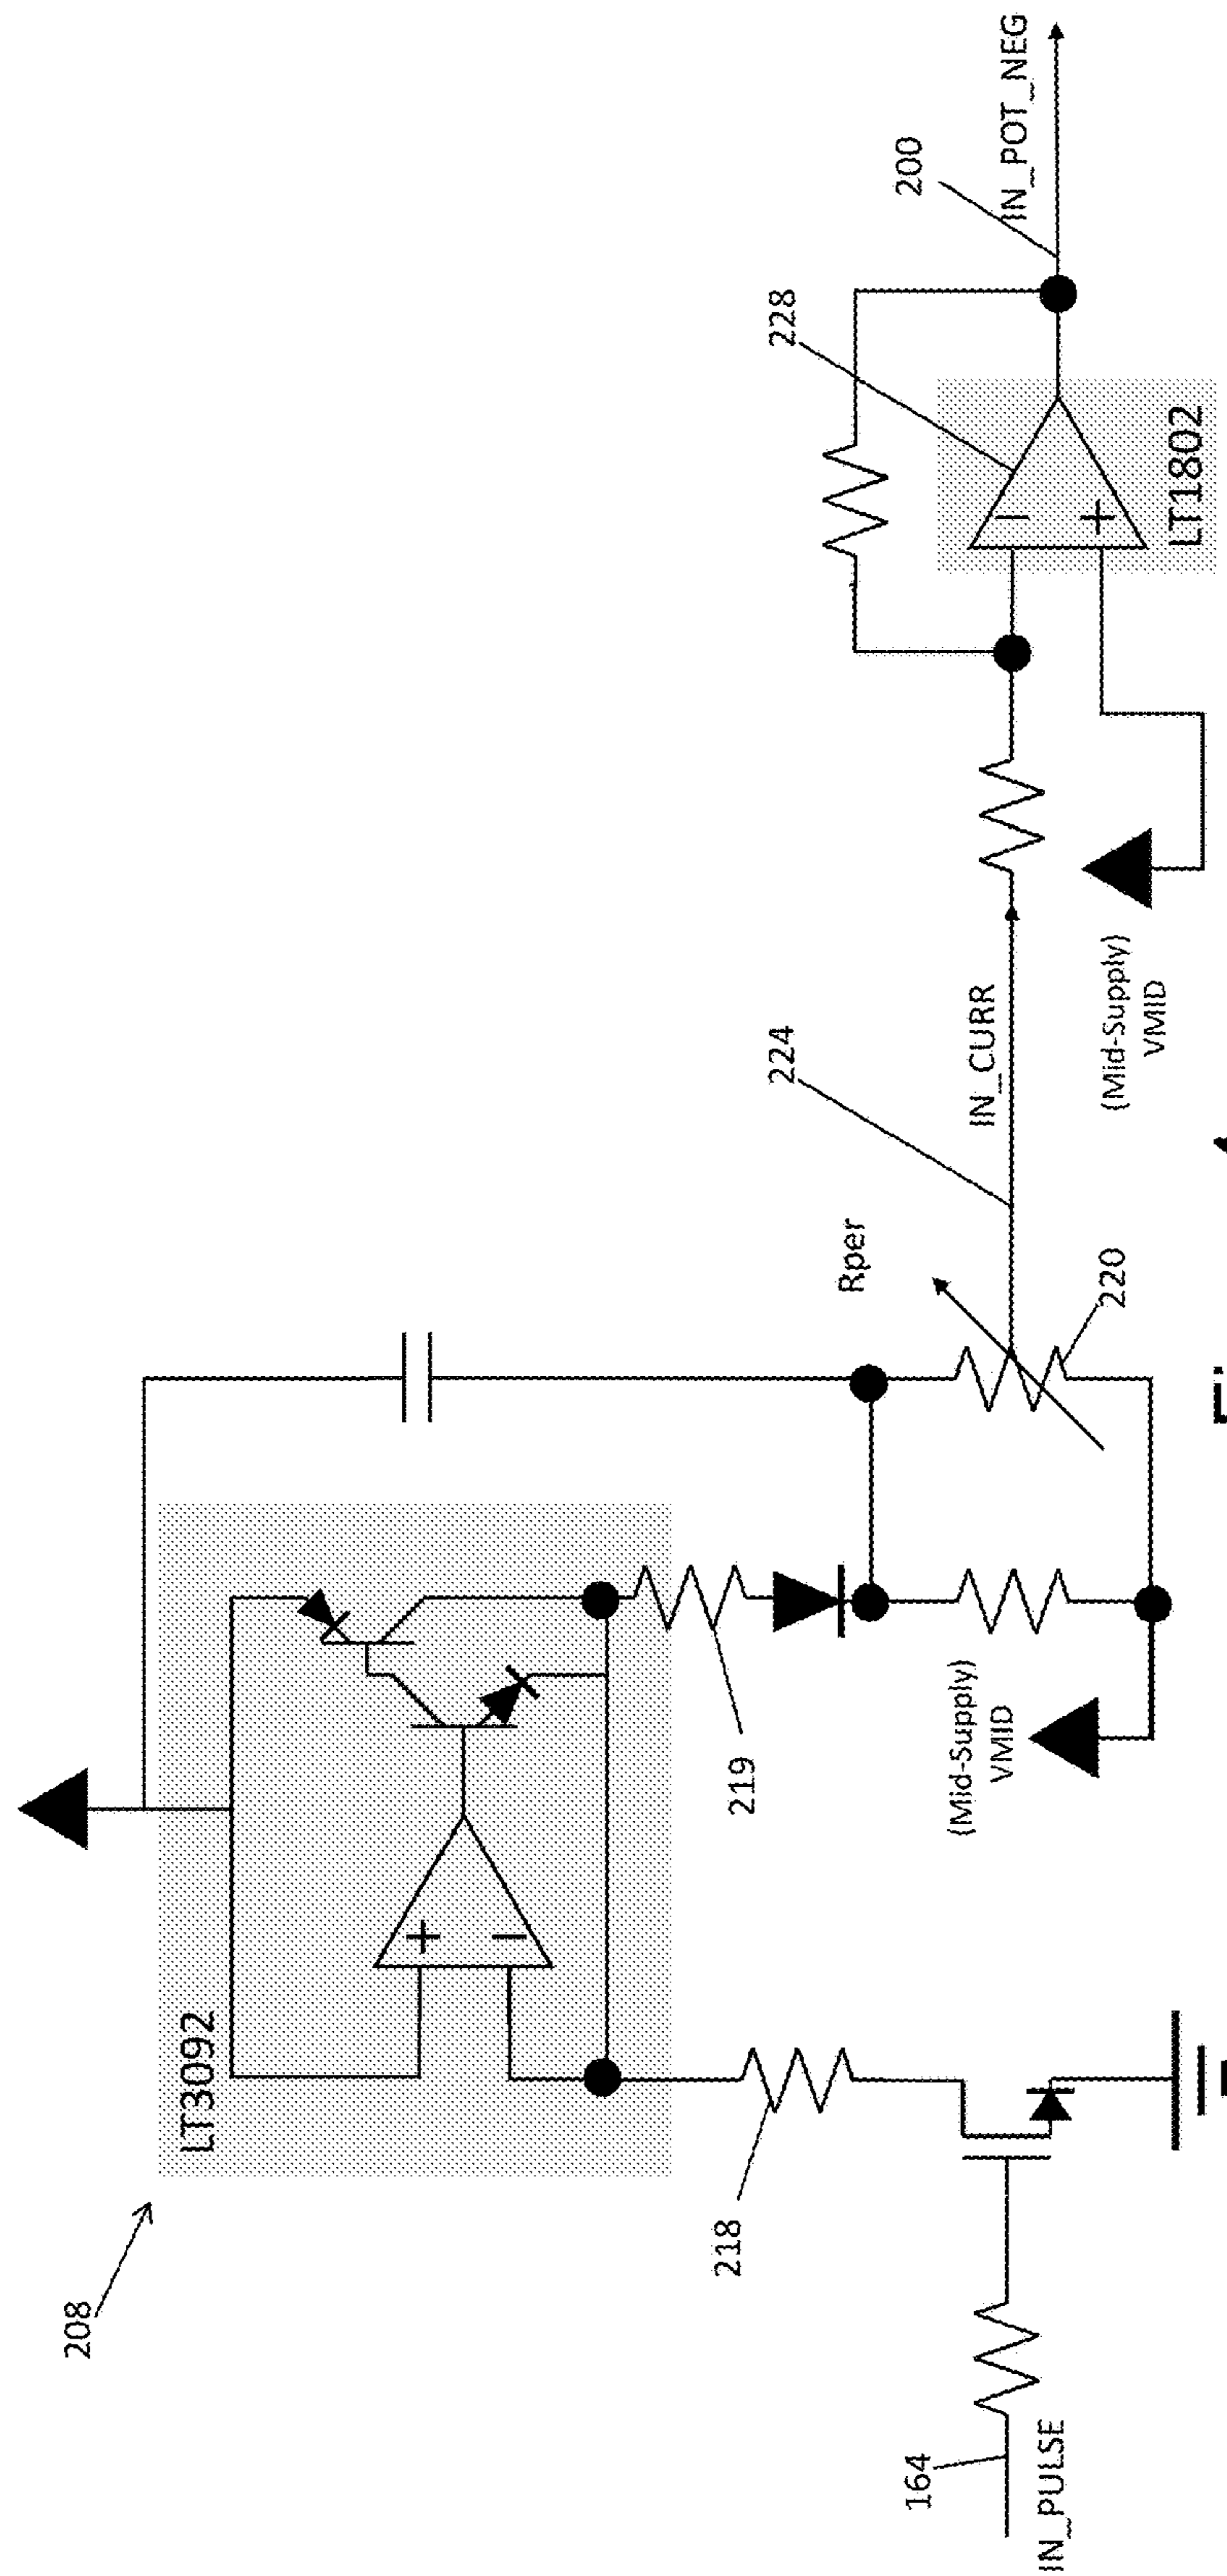 208
LT3092
164
IN_PULSE
218
219
(Mid-Supply)
VMID
Rper
220
224
IN_CURR
(Mid-Supply)
VMID
228
LT1802
200
IN_POT_NEG